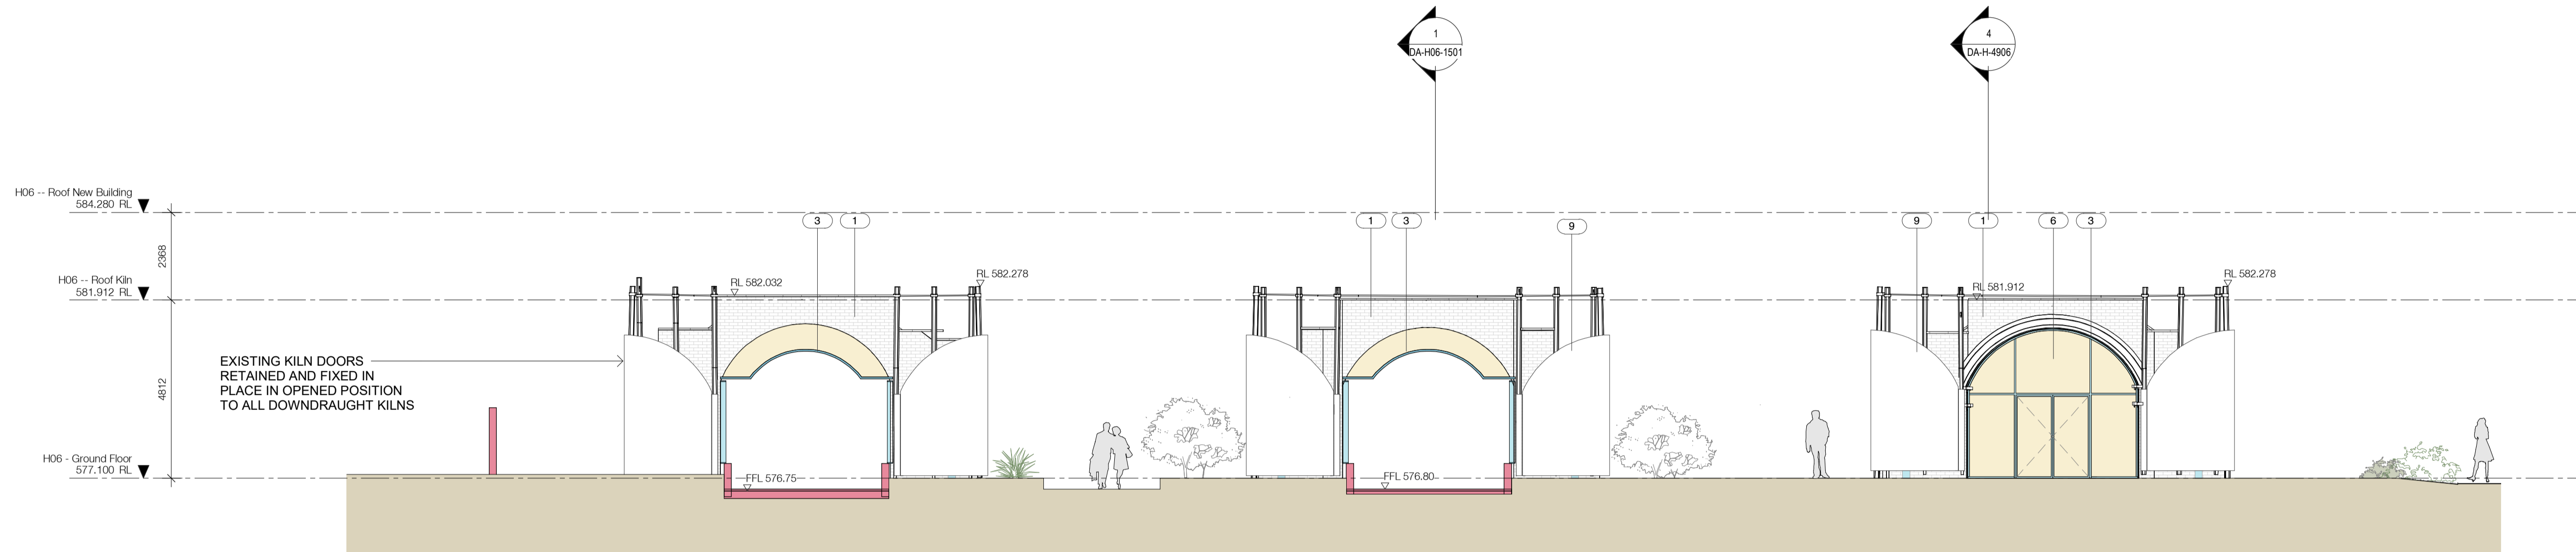 1
DA-H06-1501
4
DA-H-4906
H06 -- Roof New Building
584.280 RL
3
1
1
3
9
9
1
6
3
2368
H06 -- Roof Kiln
581.912 RL
RL 582.032
RL 582.278
RL 581.912
RL 582.278
EXISTING KILN DOORS
RETAINED AND FIXED IN
PLACE IN OPENED POSITION
TO ALL DOWNDRAUGHT KILNS
4812
H06 - Ground Floor
577.100 RL
FFL 576.75
FFL 576.80